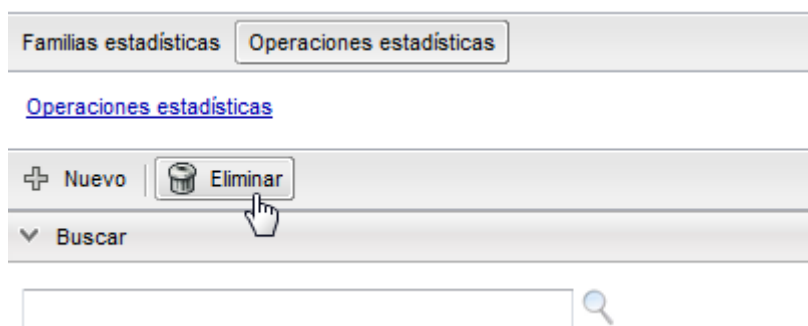 Familias estadísticas Operaciones estadísticas
Operaciones estadísticas
Nuevo Eliminar
Buscar